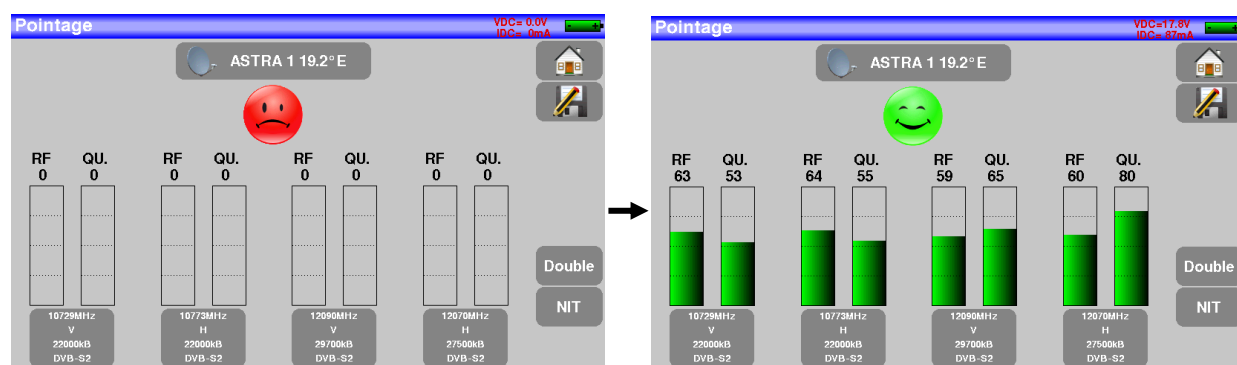 Pointage
VDC= 0.0V
IDC= 0mA
ASTRA 1 19.2°E
RF QU. RF QU. RF QU. RF QU.
0 0 0 0 0 0 0 0
Double
NIT
10729MHz 10773MHz 12090MHz 12070MHz
V H V H
22000kB 22000kB 29700kB 27500kB
DVB-S2 DVB-S2 DVB-S2 DVB-S2
Pointage
VDC=17.8V
IDC= 87mA
ASTRA 1 19.2°E
RF QU. RF QU. RF QU. RF QU.
63 53 64 55 59 65 60 80
Double
NIT
10729MHz 10773MHz 12090MHz 12070MHz
V H V H
22000kB 22000kB 29700kB 27500kB
DVB-S2 DVB-S2 DVB-S2 DVB-S2